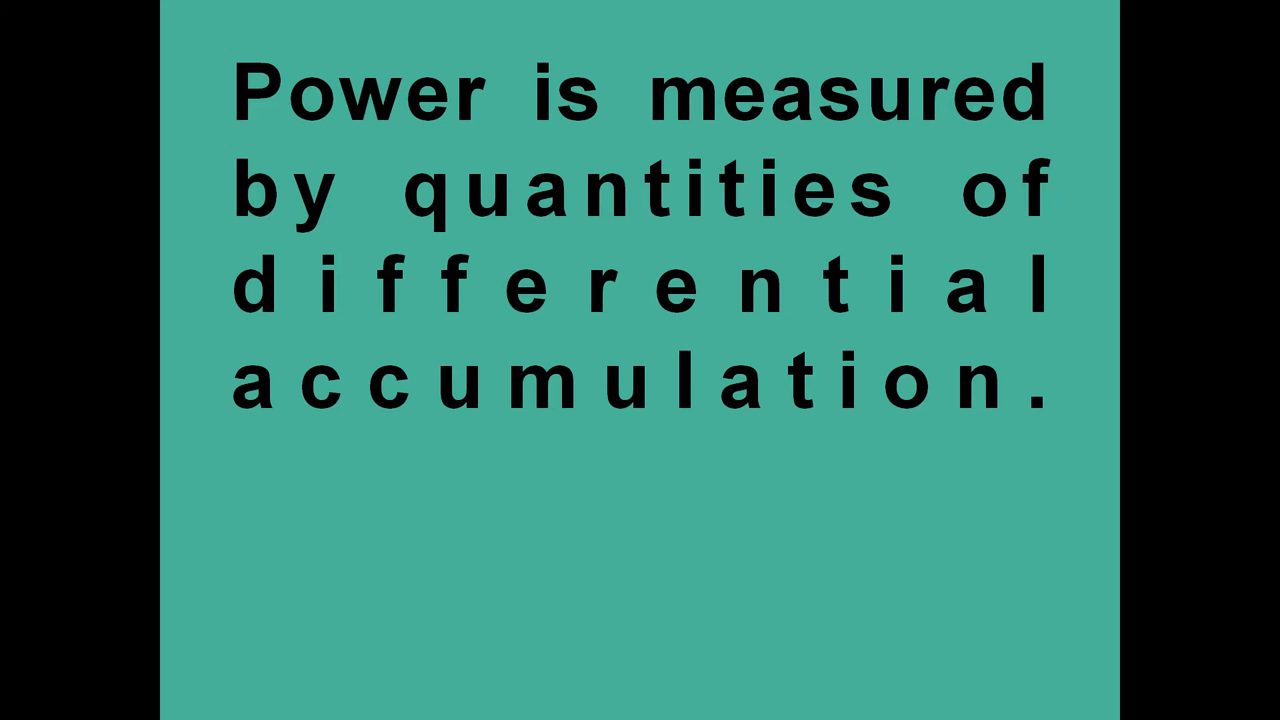 Power is measured
by quantities of
differential
accumulation.